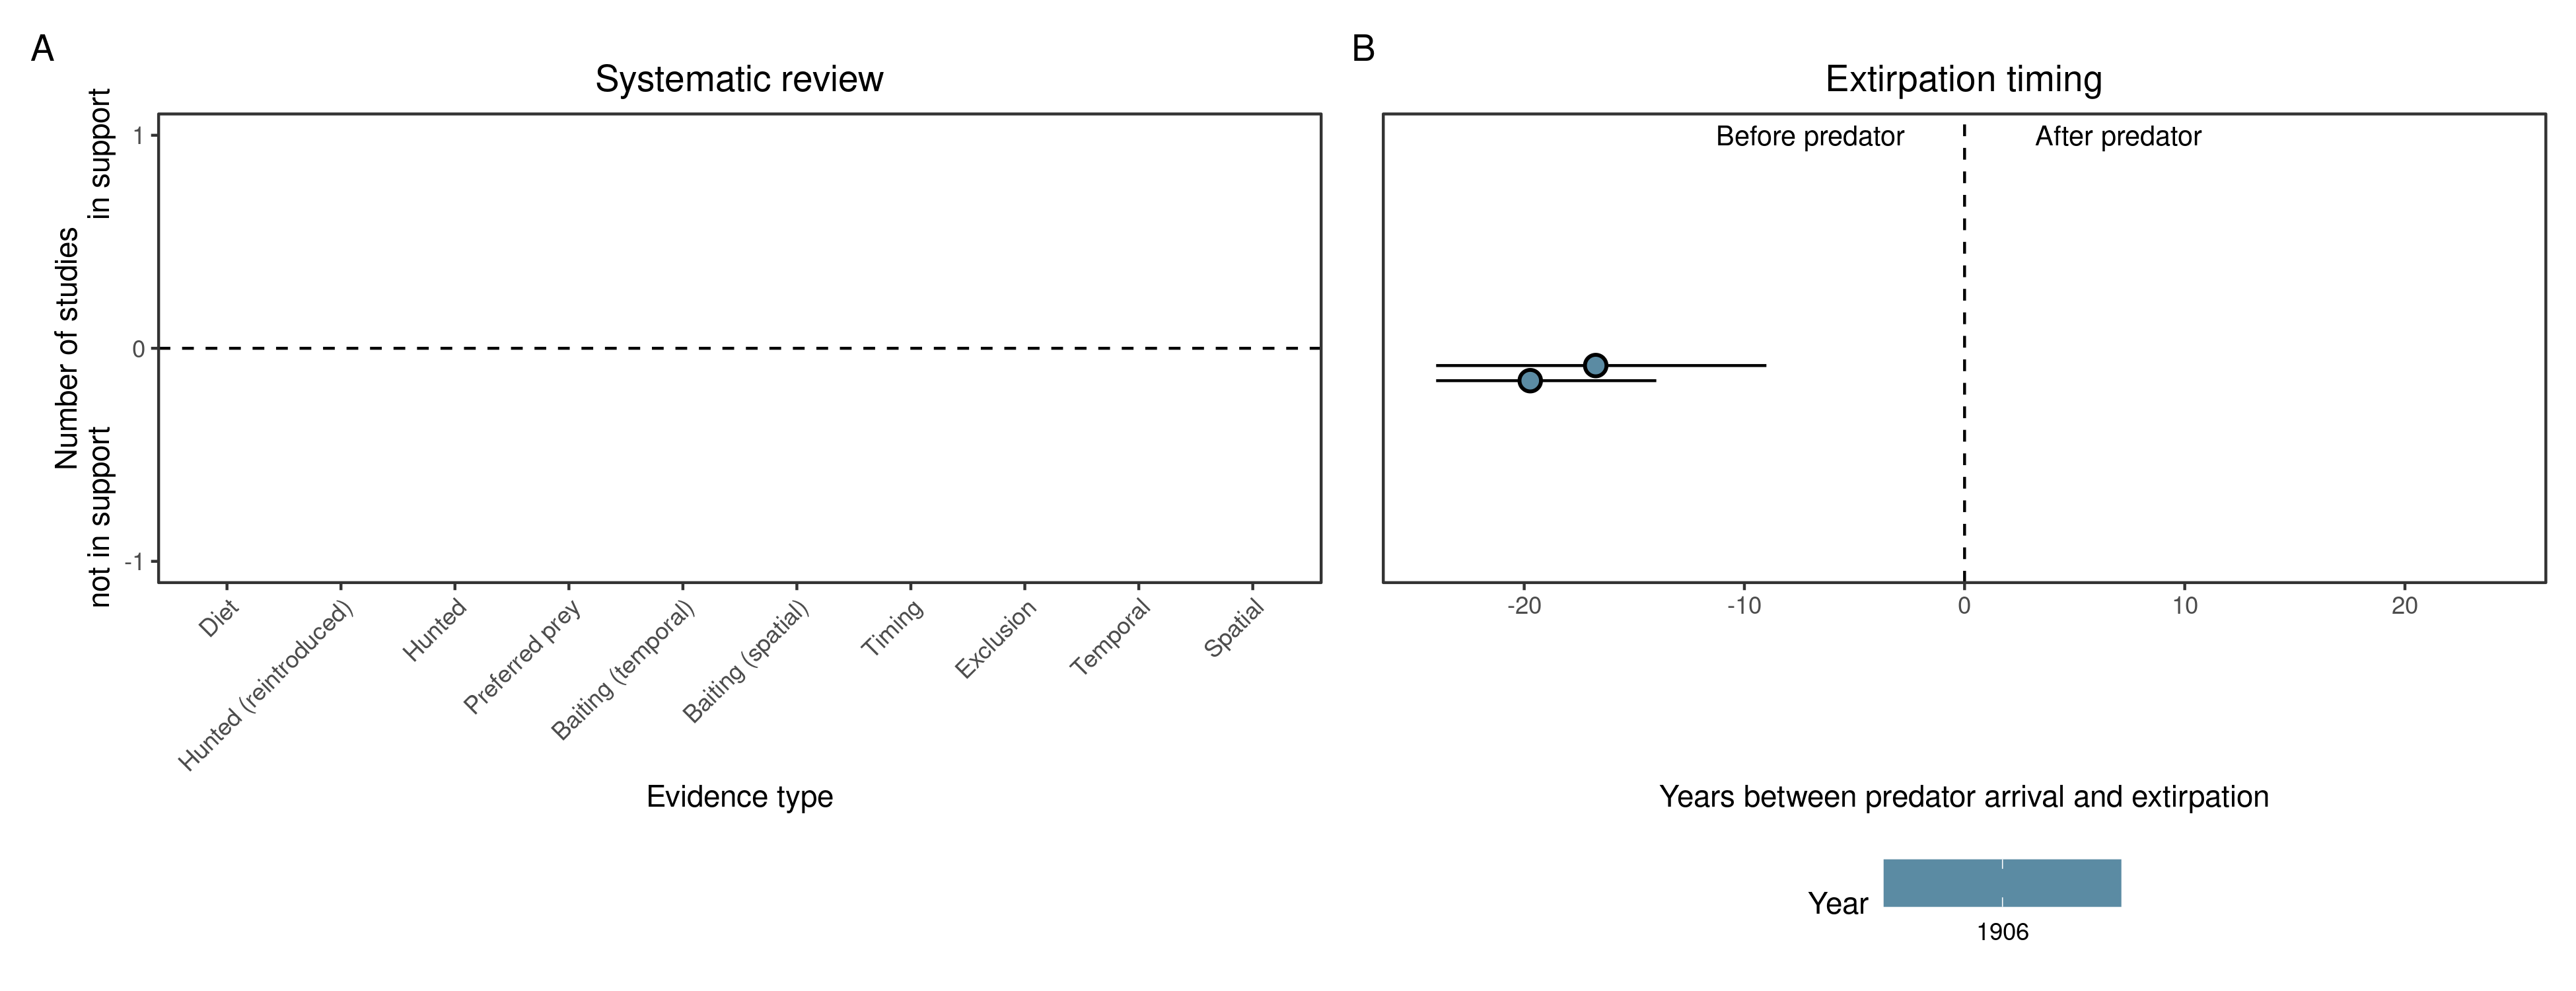 A
Systematic review
Number of studies
not in support
in support
1
0
-1
Diet
Hunted (reintroduced)
Hunted
Preferred prey
Baiting (temporal)
Baiting (spatial)
Timing
Exclusion
Temporal
Spatial
Evidence type
B
Extirpation timing
Before predator
After predator
-20
-10
0
10
20
Years between predator arrival and extirpation
Year
1906